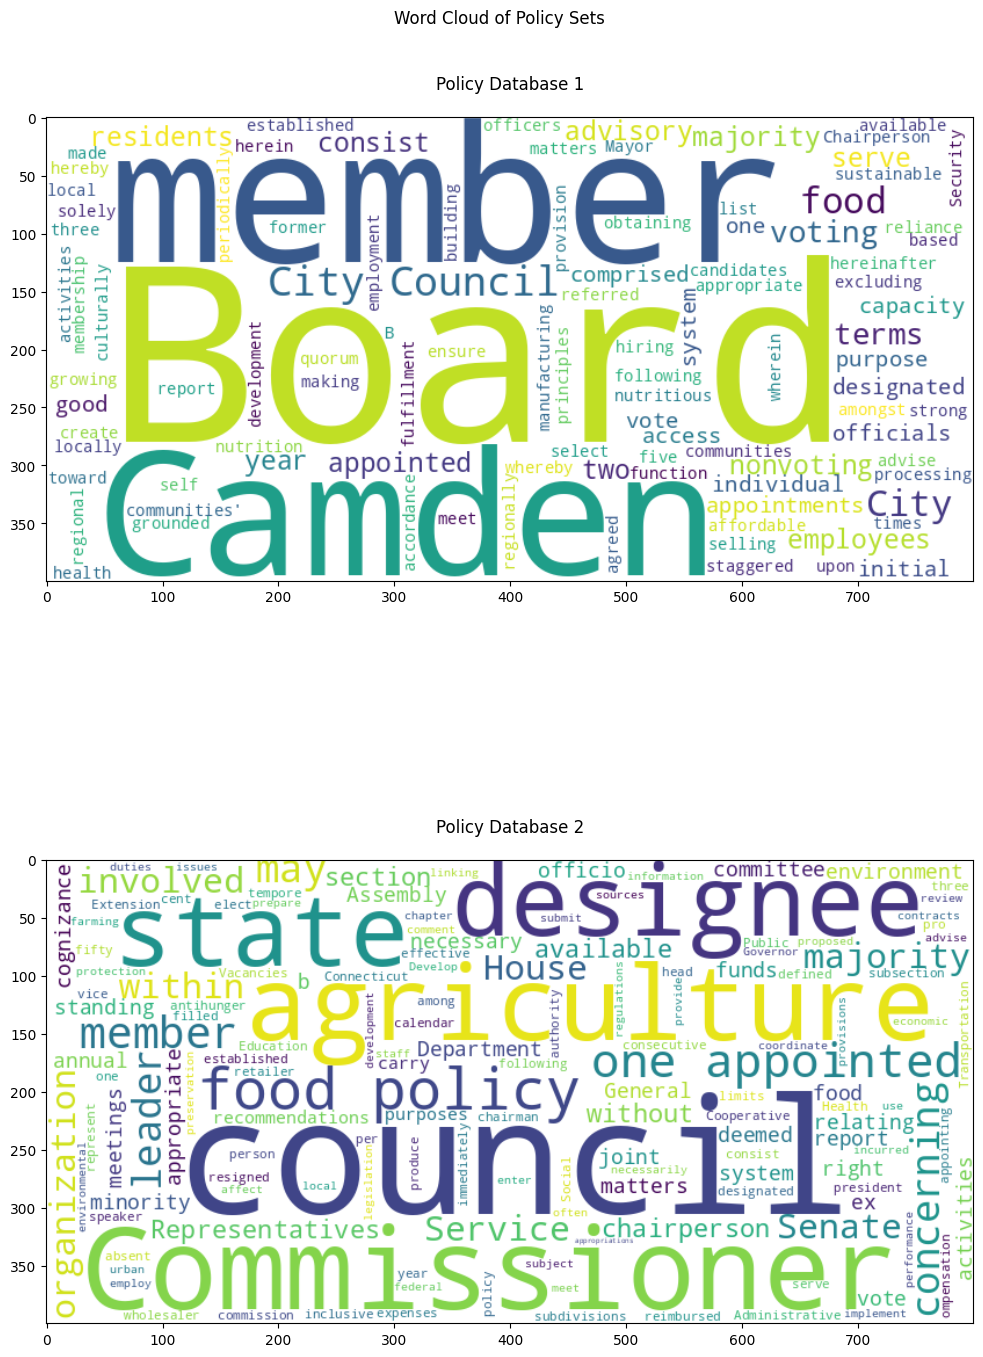 Word Cloud of Policy Sets
Policy Database 1
0
50
100
150
200
250
300
350
established
officers
available
residents
herein
consist
advisory
majority
Chairperson
made
matters
Mayor
serve
hereby
periodically
member
sustainable
Security
local
building
food
solely
list
reliance
three
former
provision
obtaining
one
voting
based
activities
membership
culturally
employment
City Council
comprised
candidates
hereinafter
appropriate
excluding
referred
capacity
Board
B
manufacturing
system
wherein
terms
development
quorum
ensure
hiring
purpose
growing
report
making
fulfillment
principles
following
designated
nutritious
good
amongst
strong
create
vote
officials
locally
nutrition
access
select
communities
year
appointed
whereby
five
nonvoting
advise
toward
two
function
processing
regional
self
Camden
accordance
regionally
individual
communities'
meet
agreed
appointments
City
grounded
affordable
times
selling
employees
health
staggered
upon
initial
0
100
200
300
400
500
600
700
Policy Database 2
0
50
100
150
200
250
300
350
duties
issues
may
officio
committee
cognizance
involved
section
linking
designee
information
environment
tempore
Assembly
sources
three
Extension
cent
elect
prepare
review
farming
state
chapter
submit
contracts
comment
necessary
pro
fifty
effective
available
Public
proposed
majority
advise
Governor
protection
Vacancies
Connecticut
Develop
House
funds
defined
subsection
within
b
head
standing
vice
antihunger
agriculture
among
regulations
provide
Transportation
filled
calendar
authority
economic
member
development
provisions
Education
staff
Department
consecutive
coordinate
annual
established
carry
following
one appointed
one
retailer
organization
leader
appropriate
preservation
food policy
General
limits
food
represent
meetings
Health
use
recommendations
purposes
chairman
without
Cooperative
relating
concerning
appointing
person
per
council
deemed
report
environmental
produce
immediately
joint
consist
incurred
resigned
necessarily
system
right
affect
local
legislation
enter
Social
matters
designated
president
minority
often
ex
activities
speaker
Representatives
Service
chairperson
Senate
absent
appropriations
performance
urban
Commissioner
subject
employ
year
federal
policy
meet
serve
ompensation
vote
wholesaler
commission
inclusive
expenses
subdivisions
reimbursed
Administrative
implement
0
100
200
300
400
500
600
700